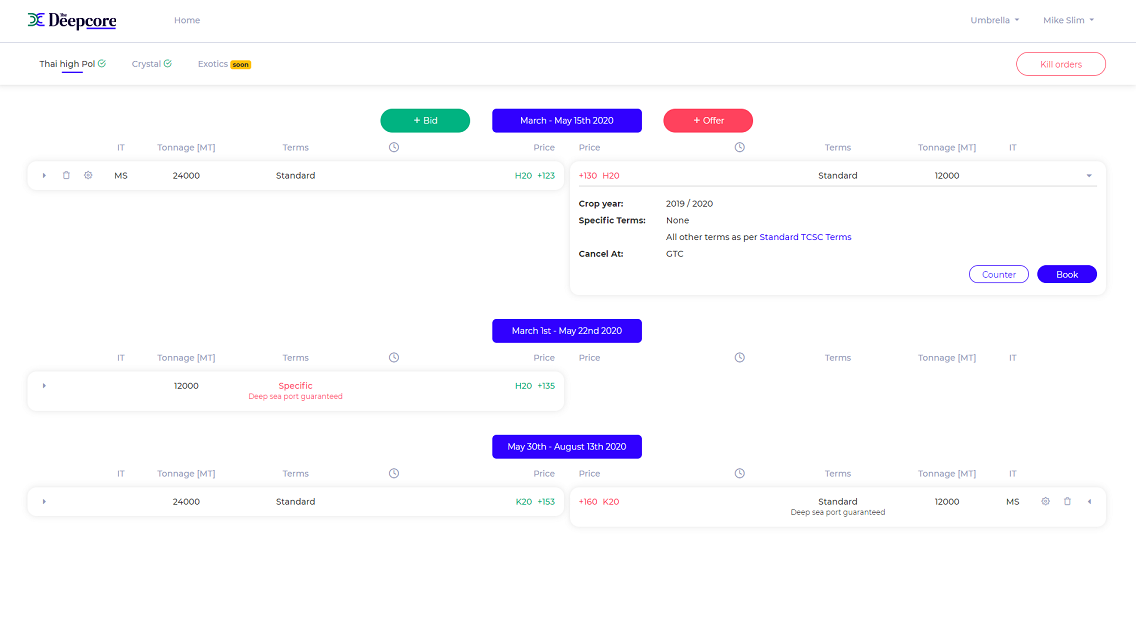 The Deepcore Home Umbrella Mike Slim
Thai high Pol Crystal Exotics soon Kill orders
+ Bid March - May 15th 2020 + Offer
IT Tonnage [MT] Terms Price Price Terms Tonnage [MT] IT
MS 24000 Standard H20 +123 +130 H20 Standard 12000
Crop year: 2019 / 2020
Specific Terms: None
All other terms as per Standard TCSC Terms
Cancel At: GTC
Counter Book
March 1st - May 22nd 2020
IT Tonnage [MT] Terms Price Price Terms Tonnage [MT] IT
12000 Specific H20 +135
Deep sea port guaranteed
May 30th - August 13th 2020
IT Tonnage [MT] Terms Price Price Terms Tonnage [MT] IT
24000 Standard K20 +153 +160 K20 Standard 12000 MS
Deep sea port guaranteed